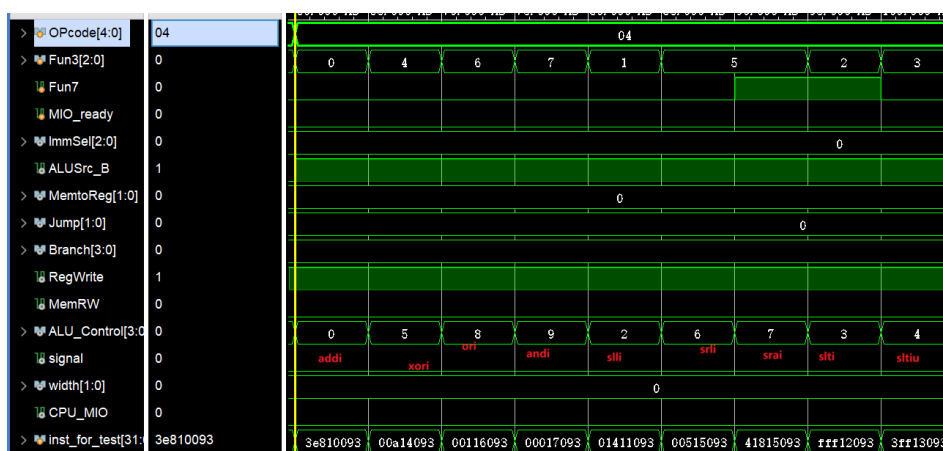 OPcode[4:0] 04 04
Fun3[2:0] 0 0 4 6 7 1 5 2 3
Fun7 0
MIO_ready 0
ImmSel[2:0] 0 0
ALUSrc_B 1
MemtoReg[1:0] 0 0
Jump[1:0] 0 0
Branch[3:0] 0
RegWrite 1
MemRW 0
ALU_Control[3:0 0 0 5 8 9 2 6 7 3 4
signal 0 addi xori ori andi slli srli srai slti sltiu
width[1:0] 0 0
CPU_MIO 0
inst_for_test[31: 3e810093 3e810093 00a14093 00116093 00017093 01411093 00515093 41815093 fff12093 3ff13093